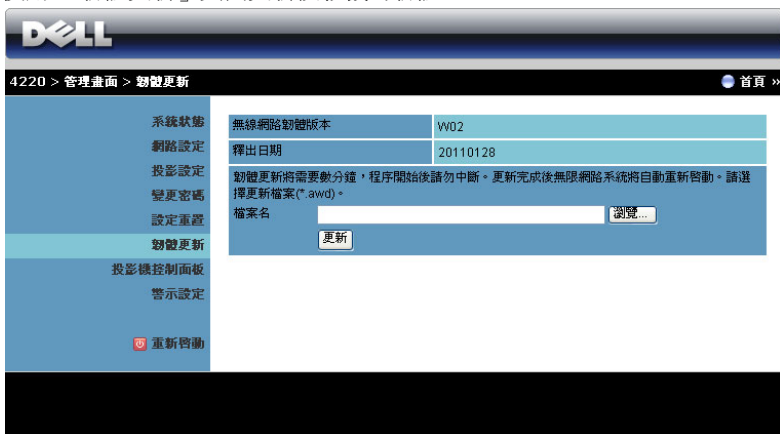 DELL
4220 > 管理畫面 > 韌體更新
首頁 »
系統狀態
網路設定
投影設定
變更密碼
設定重置
韌體更新
投影機控制面板
警示設定
重新啓動
無線網路韌體版本 W02
釋出日期 20110128
韌體更新將需要數分鐘，程序開始後請勿中斷。更新完成後無限網路系統將自動重新啓動。請選
擇更新檔案(*.awd)。
檔案名 瀏覽...
更新